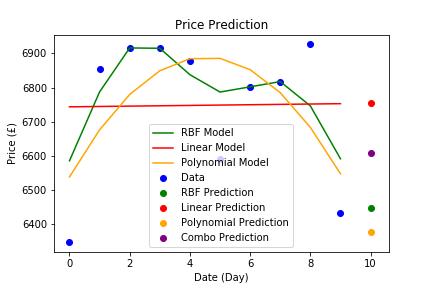 Price Prediction
Price (£)
6900
6800
6700
6600
6500
6400
RBF Model
Linear Model
Polynomial Model
Data
RBF Prediction
Linear Prediction
Polynomial Prediction
Combo Prediction
0
2
4
6
8
10
Date (Day)